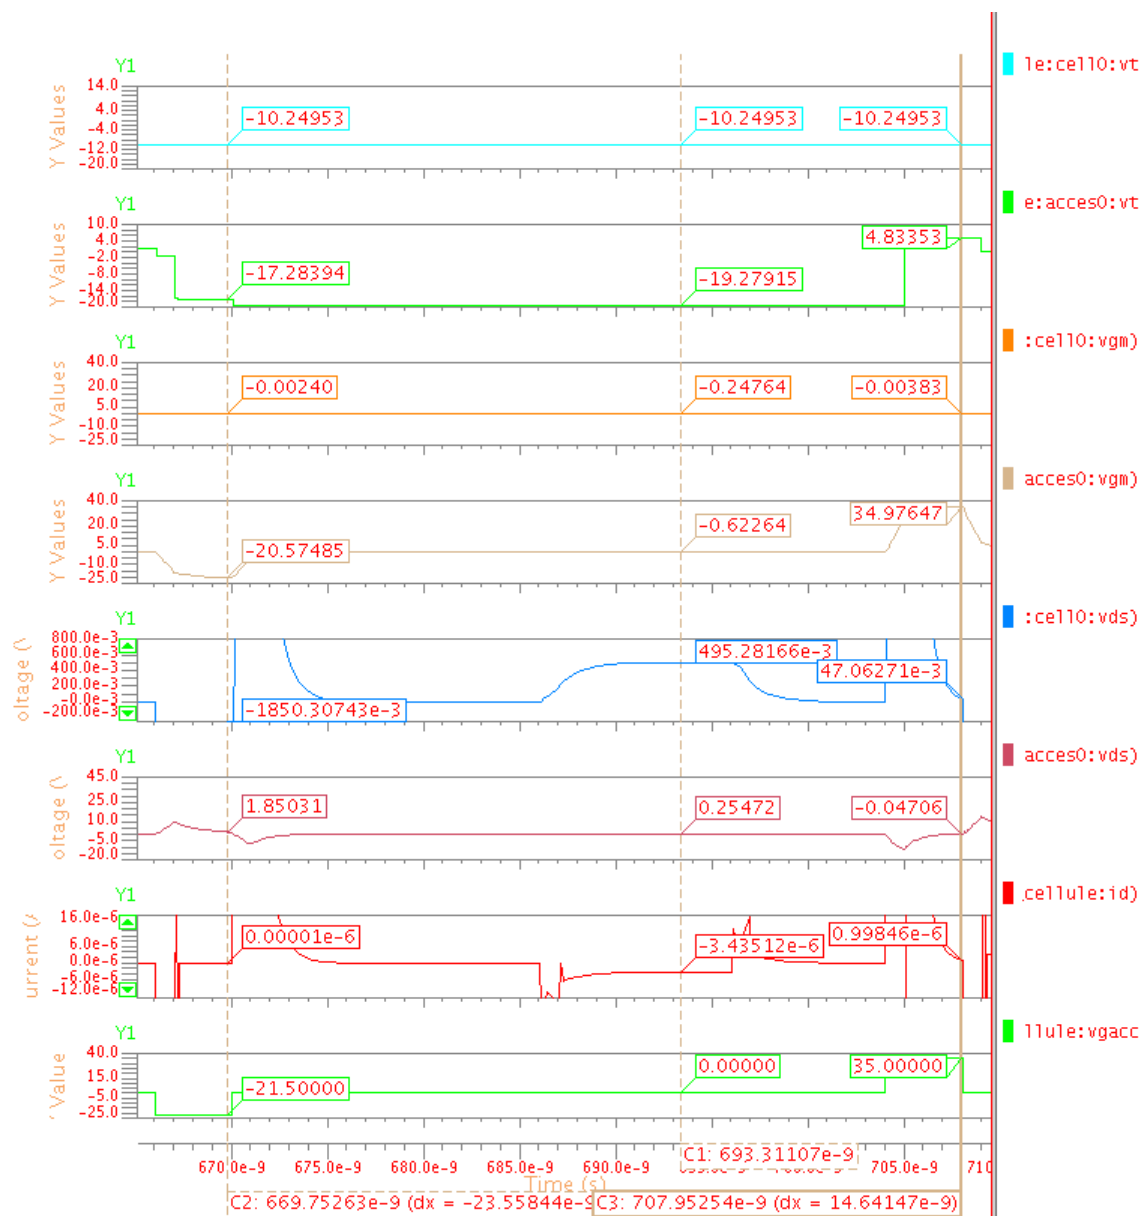 Y1
14.0
4.0
-4.0
-12.0
-20.0
Y Values
-10.24953
-10.24953
-10.24953
le:cell0:vt
Y1
10.0
4.0
-2.0
-8.0
-14.0
-20.0
Y Values
-17.28394
-19.27915
4.83353
e:acces0:vt
Y1
40.0
20.0
5.0
-10.0
-25.0
Y Values
-0.00240
-0.24764
-0.00383
:cell0:vgm)
Y1
40.0
20.0
5.0
-10.0
-25.0
Y Values
-20.57485
-0.62264
34.97647
acces0:vgm)
Y1
800.0e-3
600.0e-3
400.0e-3
200.0e-3
-0.0e-3
-200.0e-3
oltage (\
-1850.30743e-3
495.28166e-3
47.06271e-3
:cell0:vds)
Y1
45.0
25.0
10.0
-5.0
-20.0
oltage (\
1.85031
0.25472
-0.04706
acces0:vds)
Y1
16.0e-6
6.0e-6
0.0e-6
-6.0e-6
-12.0e-6
urrent (/
0.00001e-6
-3.43512e-6
0.99846e-6
cellule:id)
Y1
40.0
15.0
-5.0
-25.0
Value
-21.50000
0.00000
35.00000
llule:vgacc
C1: 693.31107e-9
670.0e-9 675.0e-9 680.0e-9 685.0e-9 690.0e-9 705.0e-9 710
Time (s)
C2: 669.75263e-9 (dx = -23.55844e-9 C3: 707.95254e-9 (dx = 14.64147e-9)